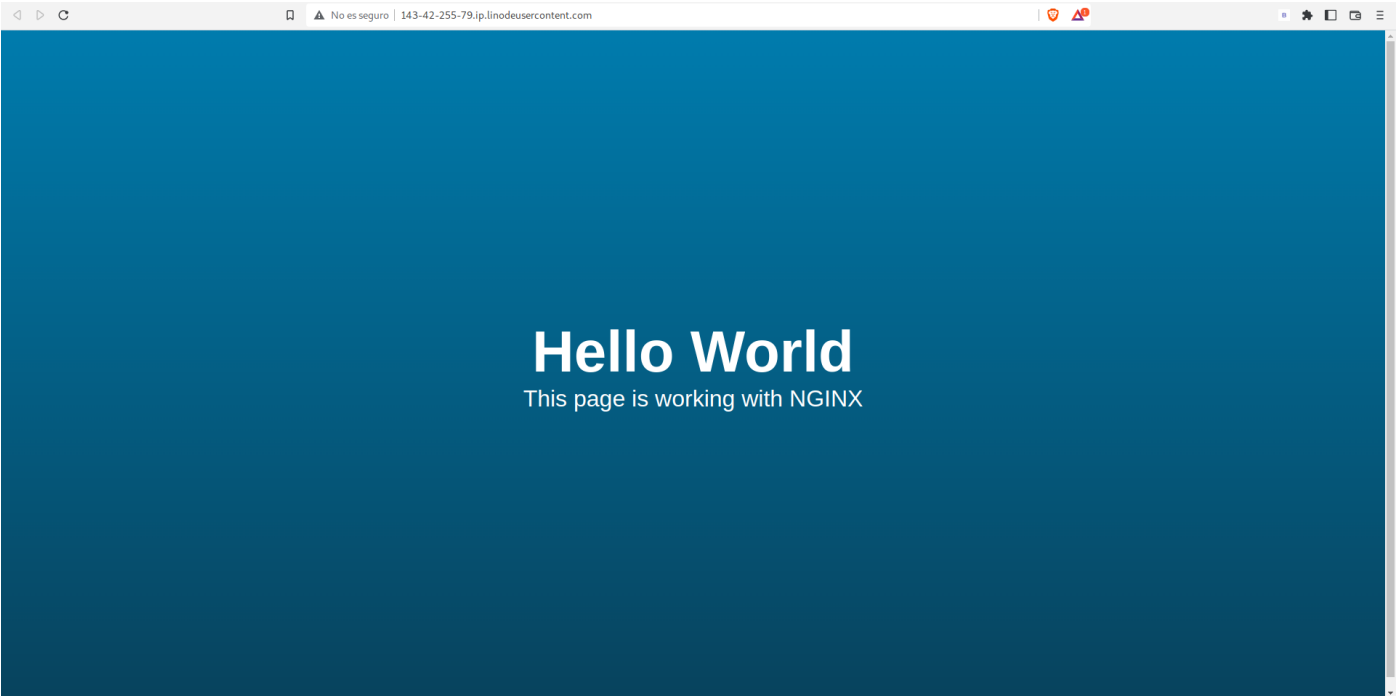 No es seguro 143-42-255-79.ip.linodeusercontent.com
Hello World
This page is working with NGINX